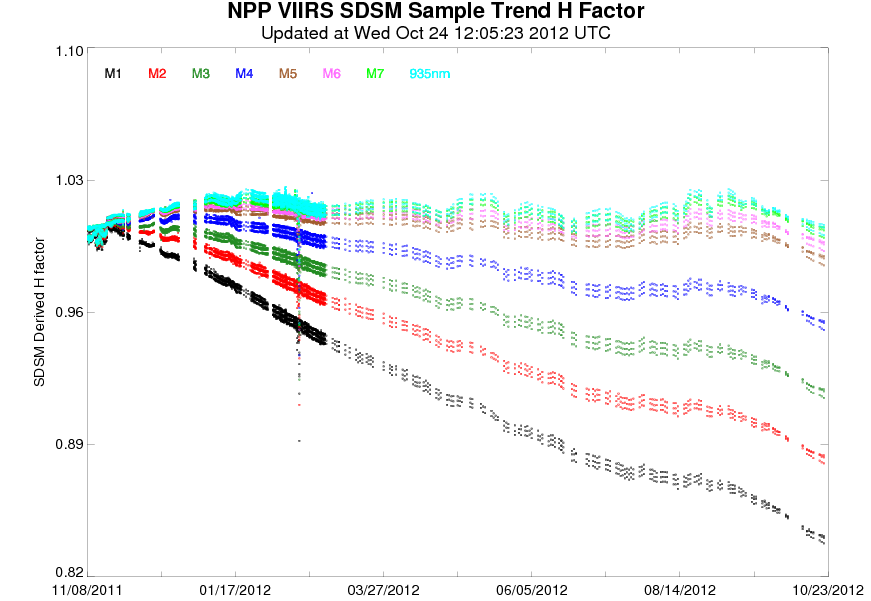 NPP VIIRS SDSM Sample Trend H Factor
Updated at Wed Oct 24 12:05:23 2012 UTC
1.10
M1 M2 M3 M4 M5 M6 M7 935nm
1.03
SDSM Derived H factor
0.96
0.89
0.82
11/08/2011 01/17/2012 03/27/2012 06/05/2012 08/14/2012 10/23/2012